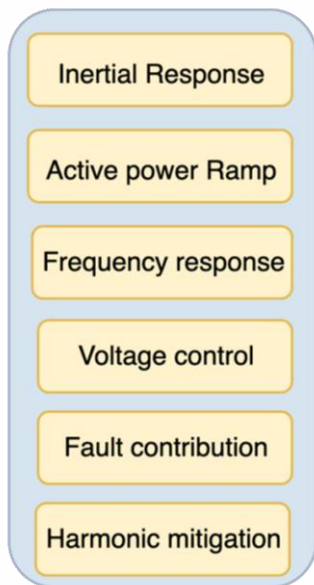 Inertial Response
Active power Ramp
Frequency response
Voltage control
Fault contribution
Harmonic mitigation